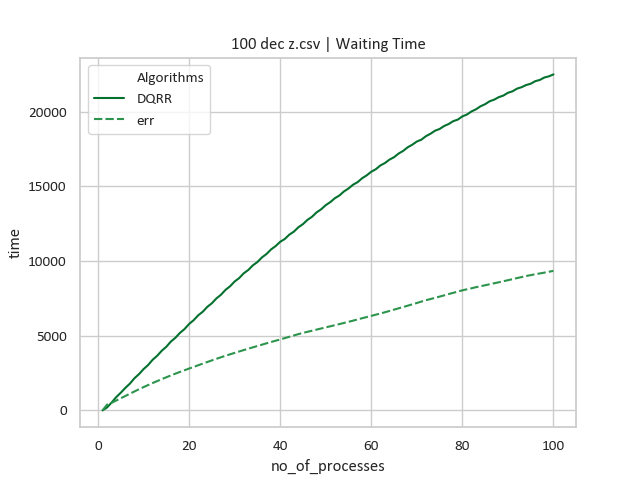 100 dec z.csv | Waiting Time
Algorithms
DQRR
err
time
20000
15000
10000
5000
0
0 20 40 60 80 100
no_of_processes